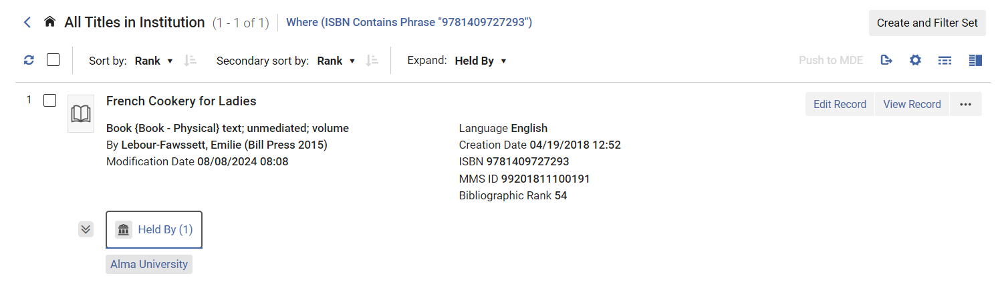 All Titles in Institution (1 - 1 of 1) Where (ISBN Contains Phrase "9781409727293") Create and Filter Set
Sort by: Rank Secondary sort by: Rank Expand: Held By Push to MDE
1 French Cookery for Ladies Edit Record View Record
Book {Book - Physical} text; unmediated; volume
By Lebour-Fawssett, Emilie (Bill Press 2015)
Modification Date 08/08/2024 08:08
Language English
Creation Date 04/19/2018 12:52
ISBN 9781409727293
MMS ID 99201811100191
Bibliographic Rank 54
Held By (1)
Alma University